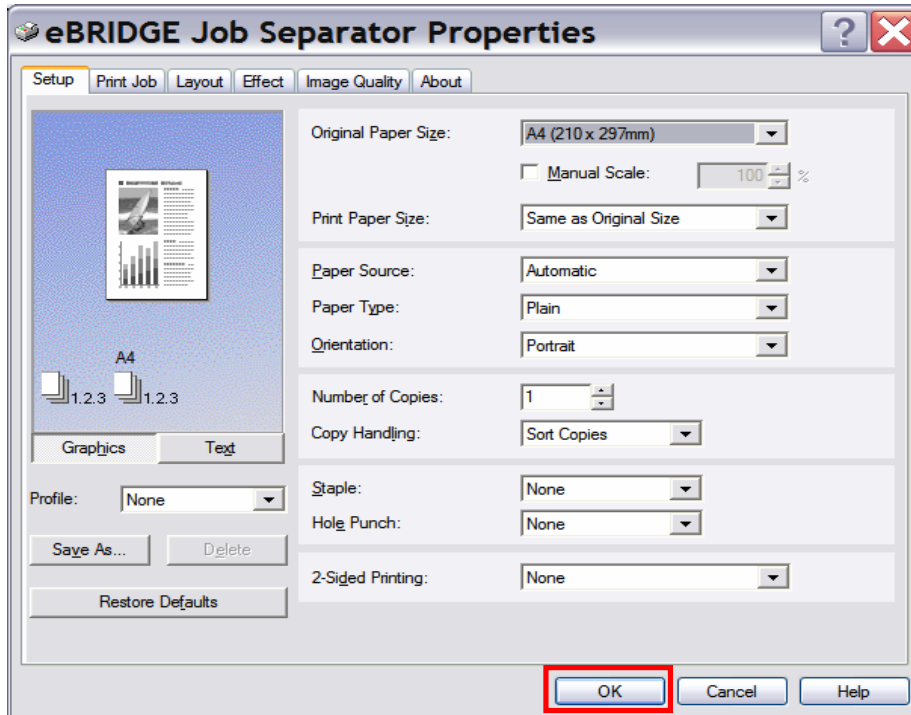 eBRIDGE Job Separator Properties
Setup Print Job Layout Effect Image Quality About
Original Paper Size: A4 (210 x 297mm)
Manual Scale: 100 %
Print Paper Size: Same as Original Size
Paper Source: Automatic
Paper Type: Plain
Orientation: Portrait
A4
1.2.3 1.2.3
Number of Copies: 1
Copy Handling: Sort Copies
Graphics Text
Profile: None
Staple: None
Hole Punch: None
Save As... Delete
2-Sided Printing: None
Restore Defaults
OK Cancel Help